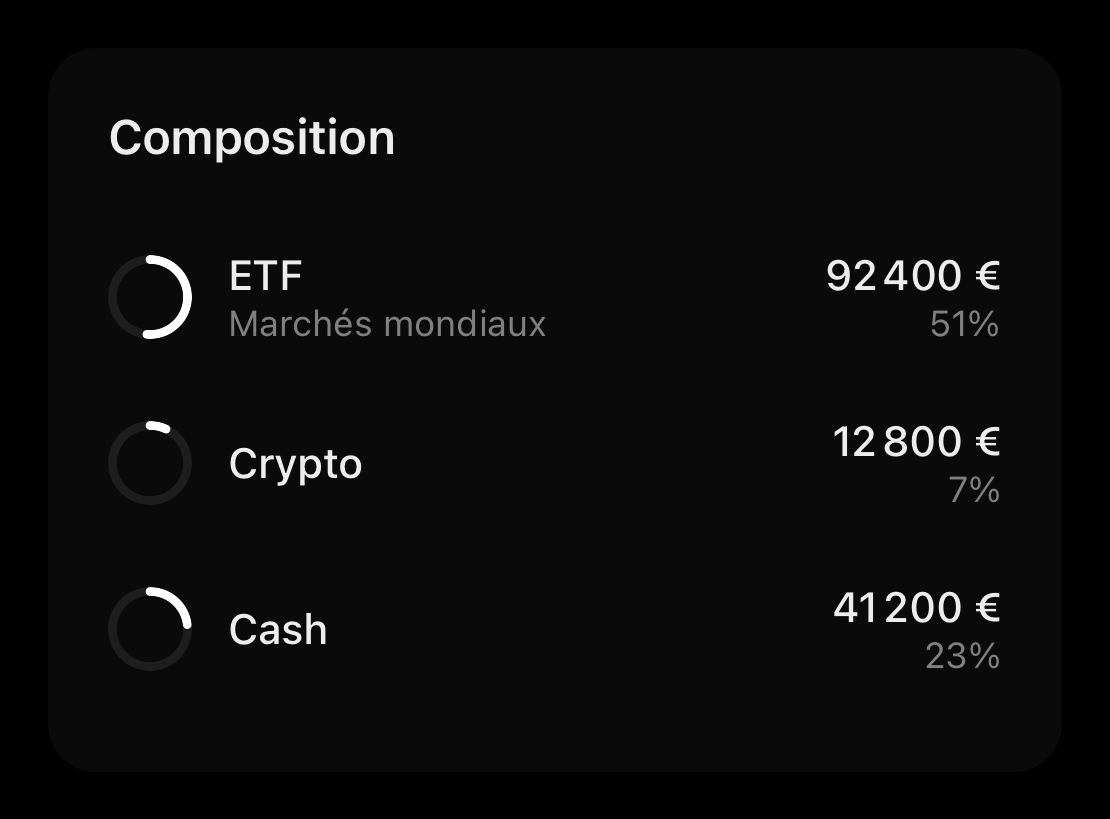 Composition
ETF
92 400 €
Marchés mondiaux
51%
Crypto
12 800 €
7%
Cash
41 200 €
23%